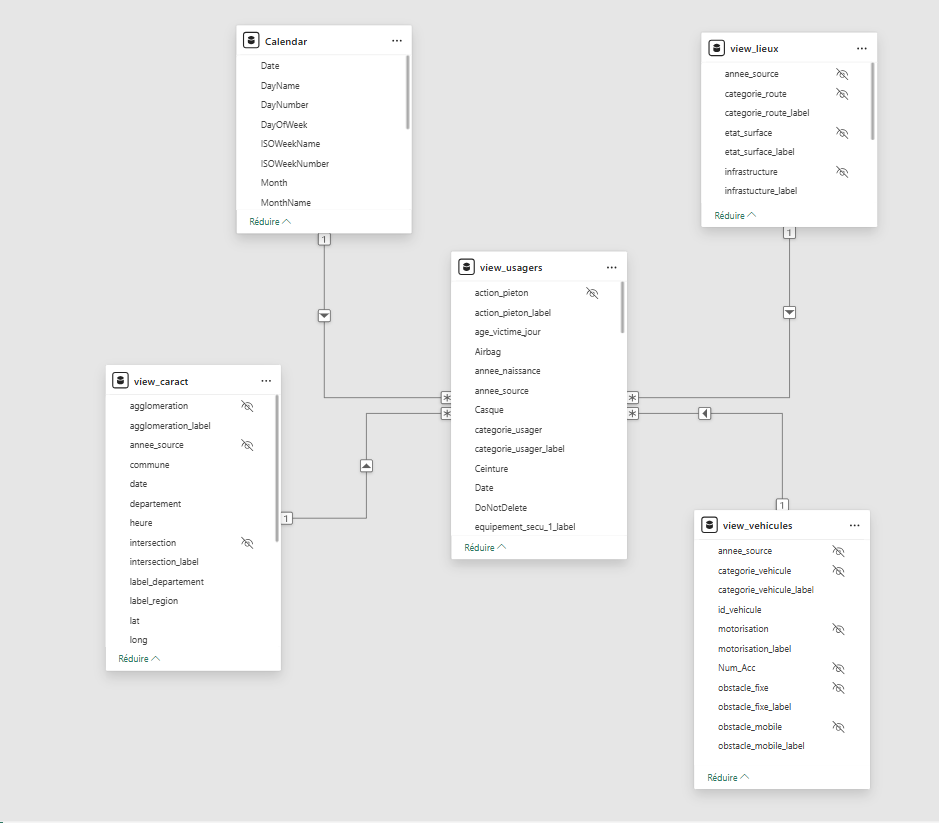 Calendar
Date
DayName
DayNumber
DayOfWeek
ISOWeekName
ISOWeekNumber
Month
MonthName
Réduire
1
view_lieux
annee_source
categorie_route
categorie_route_label
etat_surface
etat_surface_label
infrastructure
infrastucture_label
Réduire
1
view_usagers
action_pieton
action_pieton_label
age_victime_jour
Airbag
annee_naissance
annee_source
Casque
categorie_usager
categorie_usager_label
Ceinture
Date
DoNotDelete
equipement_secu_1_label
Réduire
*
*
*
*
view_caract
agglomeration
agglomeration_label
annee_source
commune
date
departement
heure
intersection
intersection_label
label_departement
label_region
lat
long
Réduire
1
1
view_vehicules
annee_source
categorie_vehicule
categorie_vehicule_label
id_vehicule
motorisation
motorisation_label
Num_Acc
obstacle_fixe
obstacle_fixe_label
obstacle_mobile
obstacle_mobile_label
Réduire